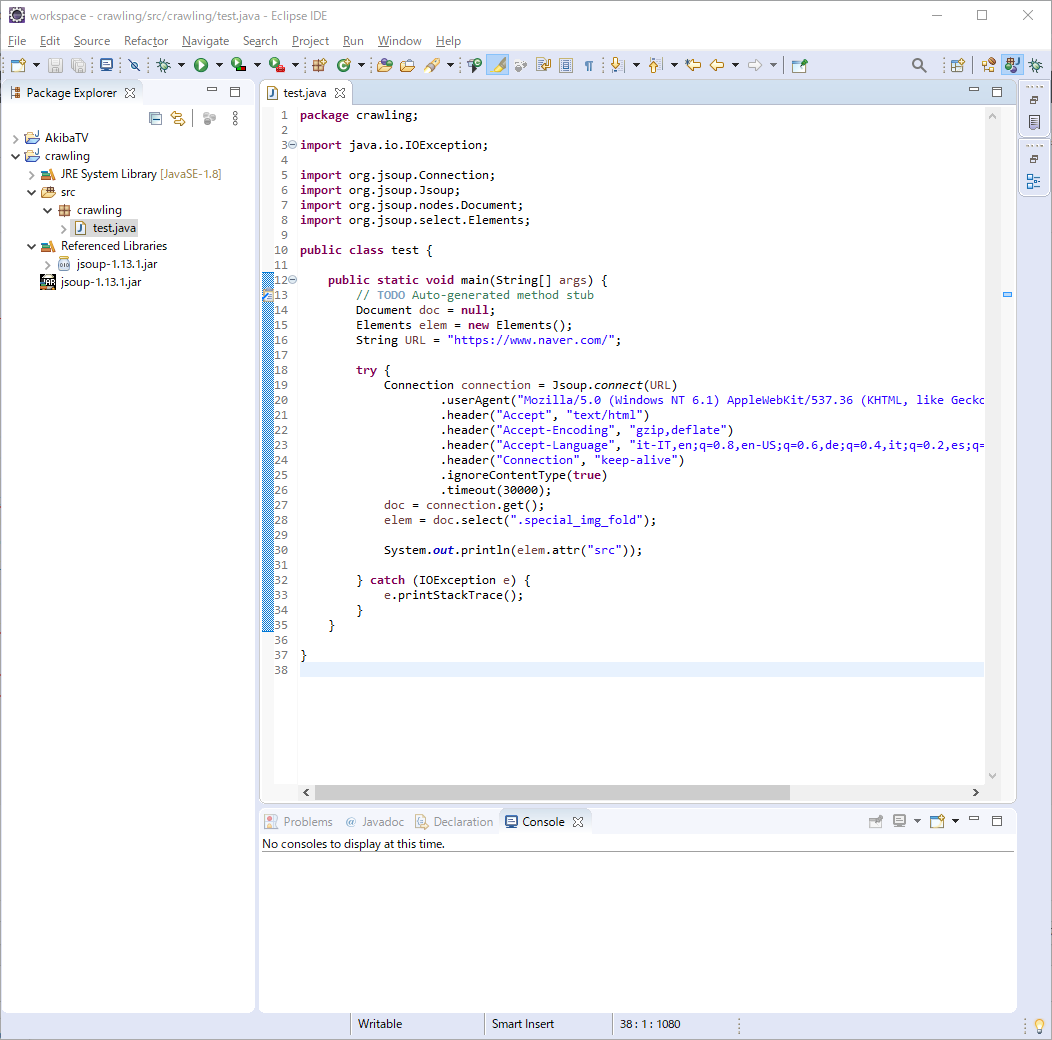 workspace - crawling/src/crawling/test.java - Eclipse IDE
File Edit Source Refactor Navigate Search Project Run Window Help
Package Explorer
AkibaTV
crawling
JRE System Library [JavaSE-1.8]
src
crawling
test.java
Referenced Libraries
jsoup-1.13.1.jar
jsoup-1.13.1.jar
test.java
1 package crawling;
2
3 import java.io.IOException;
4
5 import org.jsoup.Connection;
6 import org.jsoup.Jsoup;
7 import org.jsoup.nodes.Document;
8 import org.jsoup.select.Elements;
9
10 public class test {
11
12 public static void main(String[] args) {
13 // TODO Auto-generated method stub
14 Document doc = null;
15 Elements elem = new Elements();
16 String URL = "https://www.naver.com/";
17
18 try {
19 Connection connection = Jsoup.connect(URL)
20 .userAgent("Mozilla/5.0 (Windows NT 6.1) AppleWebKit/537.36 (KHTML, like Gecko
21 .header("Accept", "text/html")
22 .header("Accept-Encoding", "gzip,deflate")
23 .header("Accept-Language", "it-IT,en;q=0.8,en-US;q=0.6,de;q=0.4,it;q=0.2,es;q=
24 .header("Connection", "keep-alive")
25 .ignoreContentType(true)
26 .timeout(30000);
27 doc = connection.get();
28 elem = doc.select(".special_img_fold");
29
30 System.out.println(elem.attr("src"));
31
32 } catch (IOException e) {
33 e.printStackTrace();
34 }
35 }
36
37 }
38
Problems @ Javadoc Declaration Console
No consoles to display at this time.
Writable Smart Insert 38 : 1 : 1080